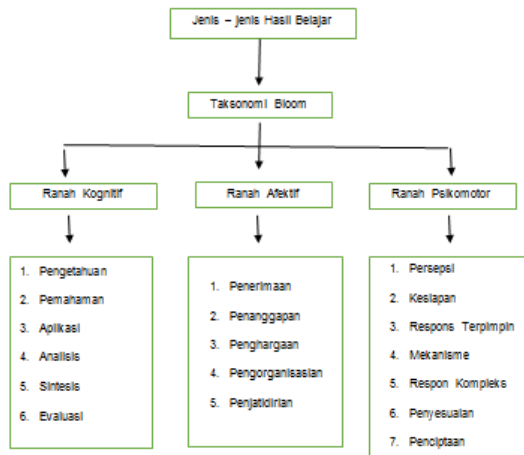 Jenis – jenis Hasil Belajar
Taksonomi Bloom
Ranah Kognitif
Ranah Afektif
Ranah Psikomotor
1. Pengetahuan
2. Pemahaman
3. Aplikasi
4. Analisis
5. Sintesis
6. Evaluasi
1. Penerimaan
2. Penanggapan
3. Penghargaan
4. Pengorganisasian
5. Penjatidirian
1. Persepsi
2. Kesiapan
3. Respons Terpimpin
4. Mekanisme
5. Respon Kompleks
6. Penyesuaian
7. Penciptaan